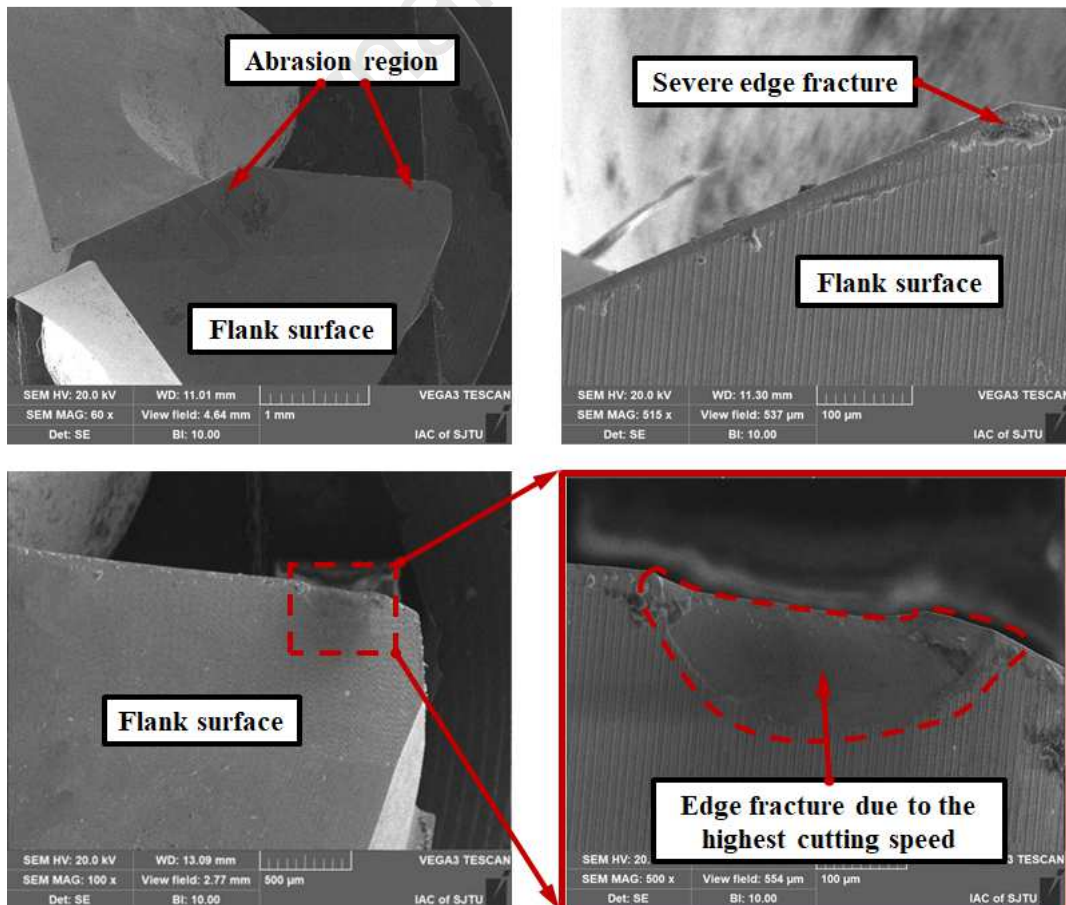 Abrasion region
Flank surface
SEM HV: 20.0 kV WD: 11.01 mm VEGA3 TESCAN
SEM MAG: 60 x View field: 4.64 mm 1 mm
Det: SE BI: 10.00 IAC of SJTU
Severe edge fracture
Flank surface
SEM HV: 20.0 kV WD: 11.30 mm VEGA3 TESCAN
SEM MAG: 515 x View field: 537 µm 100 µm
Det: SE BI: 10.00 IAC of SJTU
Flank surface
SEM HV: 20.0 kV WD: 13.09 mm VEGA3 TESCAN
SEM MAG: 100 x View field: 2.77 mm 500 µm
Det: SE BI: 10.00 IAC of SJTU
Edge fracture due to the
highest cutting speed
SEM HV: 20. 3 TESCAN
SEM MAG: 500 x View field: 554 µm 100 µm
Det: SE BI: 10.00 IAC of SJTU